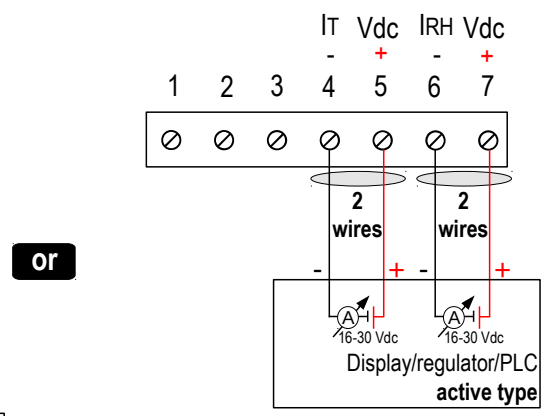 IT Vdc IRH Vdc
- + - +
1 2 3 4 5 6 7
2 2
wires wires
or
- + - +
A A
16-30 Vdc 16-30 Vdc
Display/regulator/PLC
active type